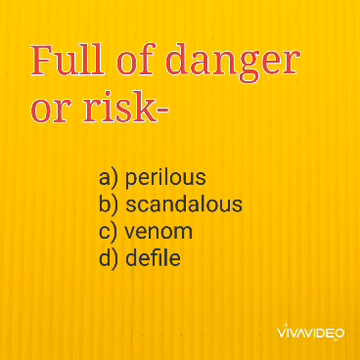 Full of danger
or risk-
a) perilous
b) scandalous
c) venom
d) defile
VIVAVIDEO